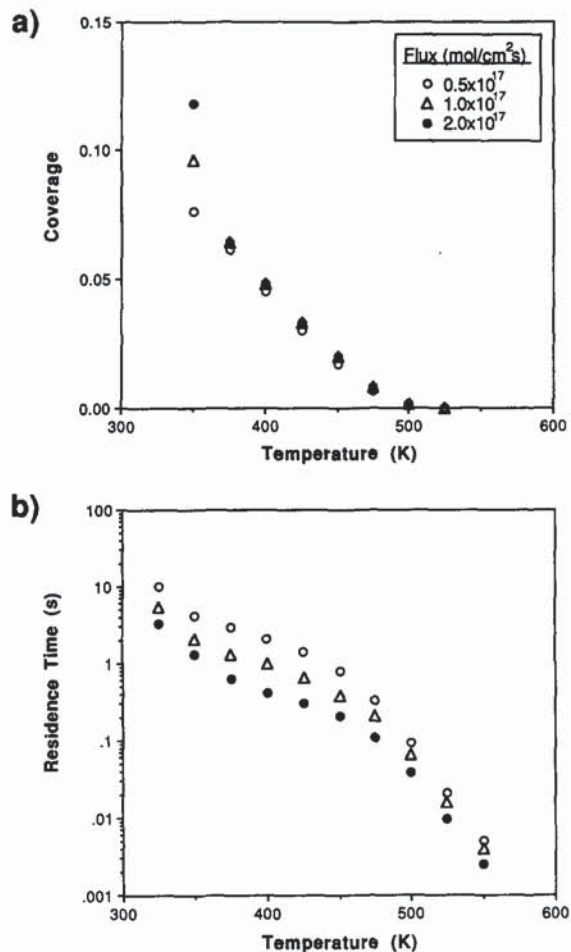 a)
0.15
0.10
0.05
0.00
Coverage
Flux (mol/cm²s)
0.5x10¹⁷
1.0x10¹⁷
2.0x10¹⁷
300 400 500 600
Temperature (K)
b)
100
10
1
.1
.01
.001
Residence Time (s)
300 400 500 600
Temperature (K)